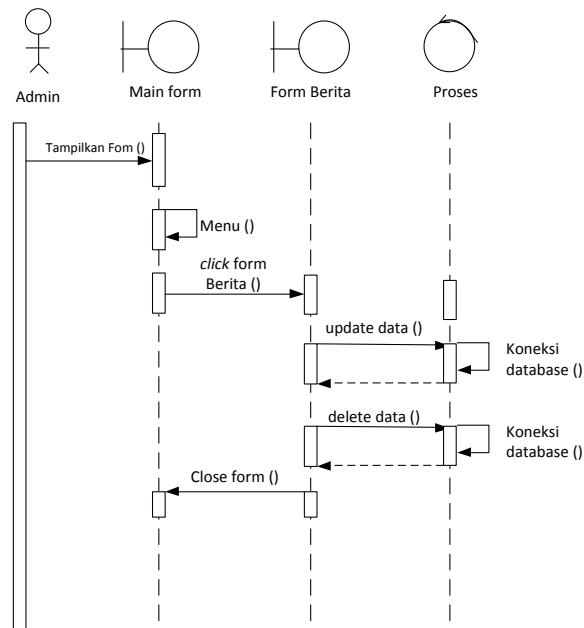 Admin
Main form
Form Berita
Proses
Tampilkan Fom ()
Menu ()
click form
Berita ()
update data ()
Koneksi
database ()
delete data ()
Koneksi
database ()
Close form ()